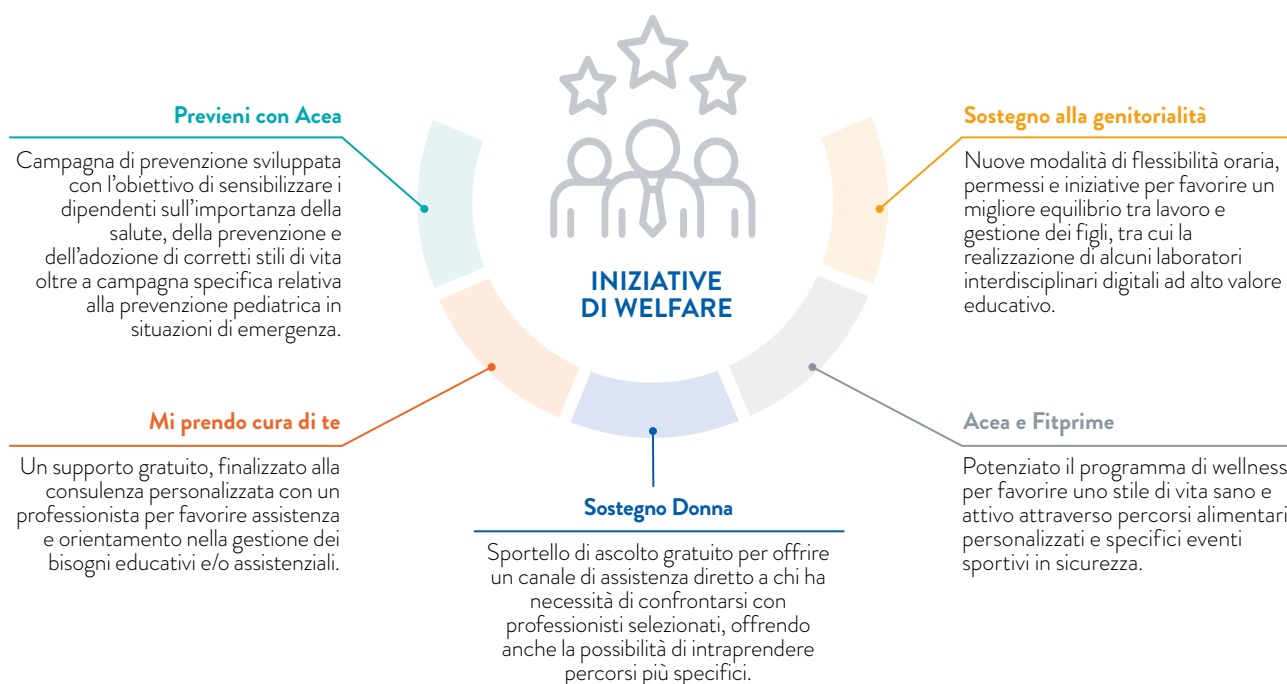 INIZIATIVE
DI WELFARE
Previeni con Acea
Campagna di prevenzione sviluppata
con l’obiettivo di sensibilizzare i
dipendenti sull’importanza della
salute, della prevenzione e
dell’adozione di corretti stili di vita
oltre a campagna specifica relativa
alla prevenzione pediatrica in
situazioni di emergenza.
Mi prendo cura di te
Un supporto gratuito, finalizzato alla
consulenza personalizzata con un
professionista per favorire assistenza
e orientamento nella gestione dei
bisogni educativi e/o assistenziali.
Sostegno Donna
Sportello di ascolto gratuito per offrire
un canale di assistenza diretto a chi ha
necessità di confrontarsi con
professionisti selezionati, offrendo
anche la possibilità di intraprendere
percorsi più specifici.
Acea e Fitprime
Potenziato il programma di wellness
per favorire uno stile di vita sano e
attivo attraverso percorsi alimentari
personalizzati e specifici eventi
sportivi in sicurezza.
Sostegno alla genitorialità
Nuove modalità di flessibilità oraria,
permessi e iniziative per favorire un
migliore equilibrio tra lavoro e
gestione dei figli, tra cui la
realizzazione di alcuni laboratori
interdisciplinari digitali ad alto valore
educativo.